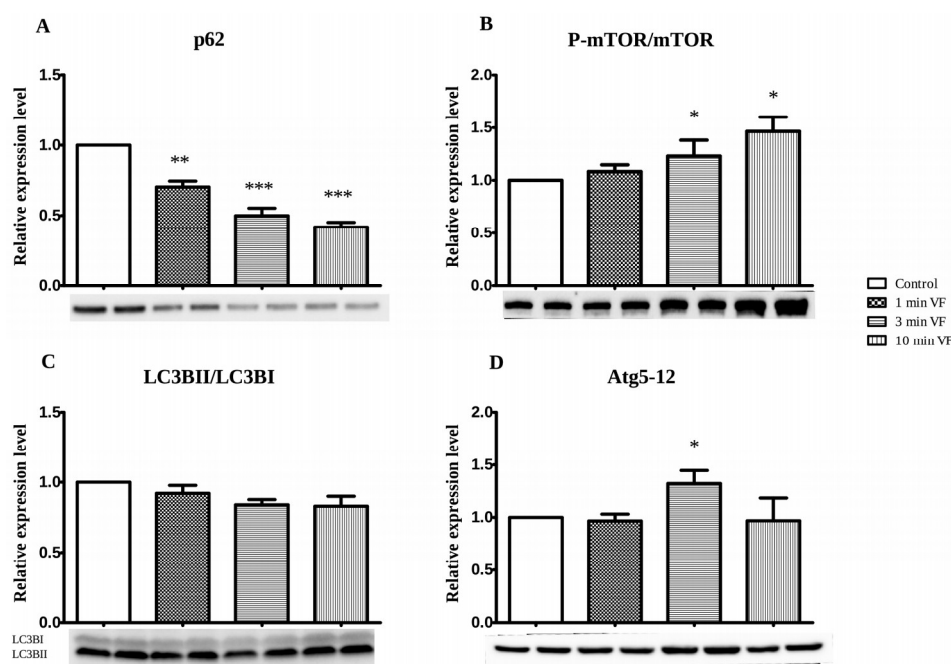 A
p62
Relative expression level
1.5
1.0
0.5
0.0
**
***
***
B
P-mTOR/mTOR
Relative expression level
2.0
1.5
1.0
0.5
0.0
*
*
Control
1 min VF
3 min VF
10 min VF
C
LC3BII/LC3BI
Relative expression level
1.5
1.0
0.5
0.0
LC3BI
LC3BII
D
Atg5-12
Relative expression level
2.0
1.5
1.0
0.5
0.0
*